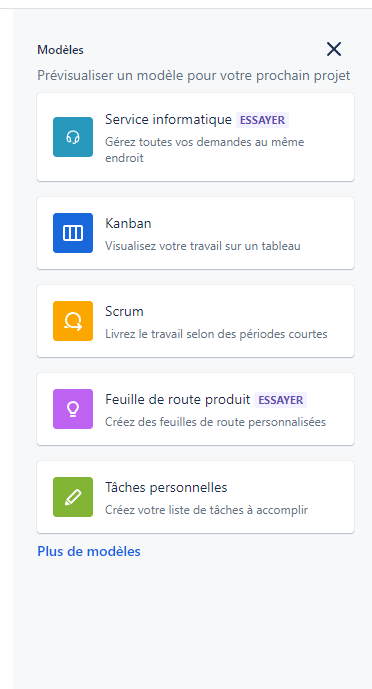 Modèles
Prévisualiser un modèle pour votre prochain projet
Service informatique ESSAYER
Gérez toutes vos demandes au même
endroit
Kanban
Visualisez votre travail sur un tableau
Scrum
Livrez le travail selon des périodes courtes
Feuille de route produit ESSAYER
Créez des feuilles de route personnalisées
Tâches personnelles
Créez votre liste de tâches à accomplir
Plus de modèles